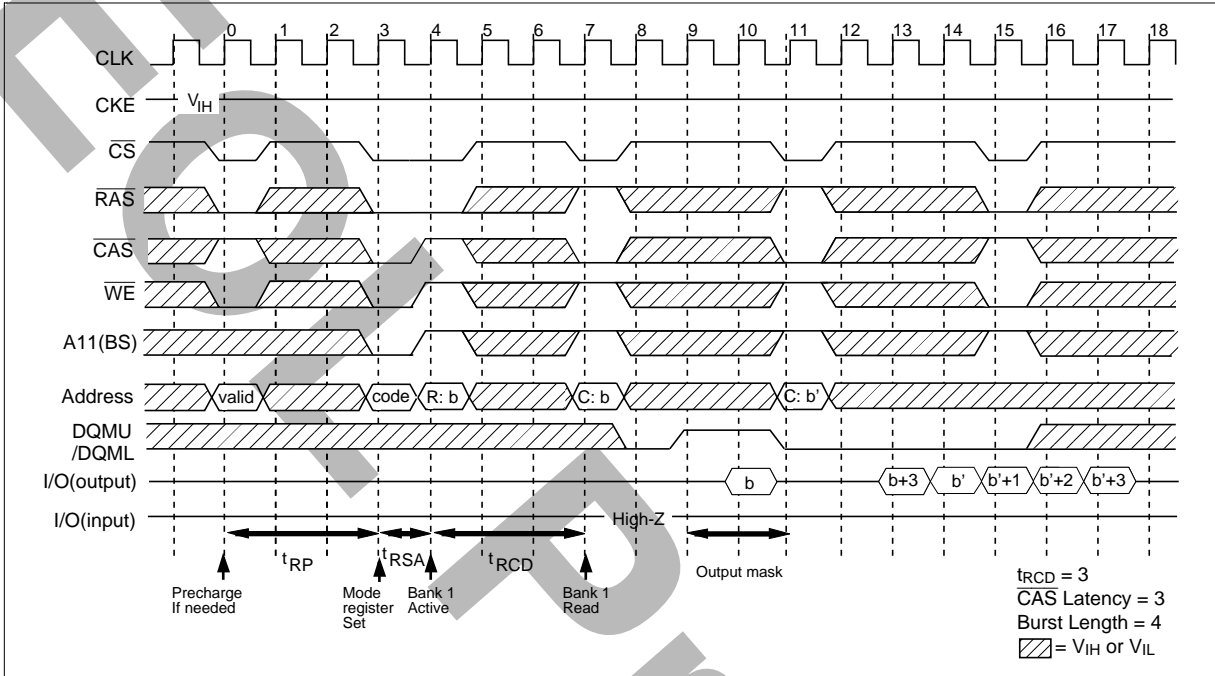 0 1 2 3 4 5 6 7 8 9 10 11 12 13 14 15 16 17 18
CLK
CKE VIH
CS
RAS
CAS
WE
A11(BS)
Address valid code R: b C: b C: b'
DQMU
/DQML
I/O(output) b b+3 b' b'+1 b'+2 b'+3
I/O(input) High-Z
tRP tRSA tRCD Output mask
Precharge
If needed
Mode
register
Set
Bank 1
Active
Bank 1
Read
tRCD = 3
CAS Latency = 3
Burst Length = 4
= VIH or VIL